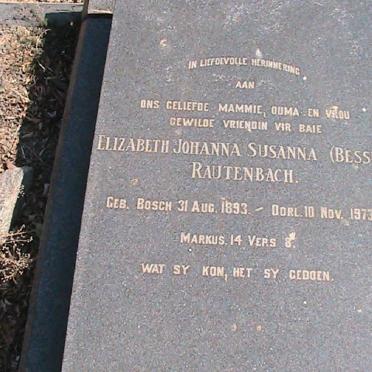 IN LIEFDEVOLLE HERINNERING
AAN
ONS GELIEFDE MAMMIE, OUMA EN VROU
GEWILDE VRIENDIN VIR BAIE
ELIZABETH JOHANNA SUSANNA (BESS
RAUTENBACH.
GEB. BOSCH 31 AUG. 1893. - OORL. 10 NOV. 1973
MARKUS. 14 VERS 8.
WAT SY KON, HET SY GEDOEN.